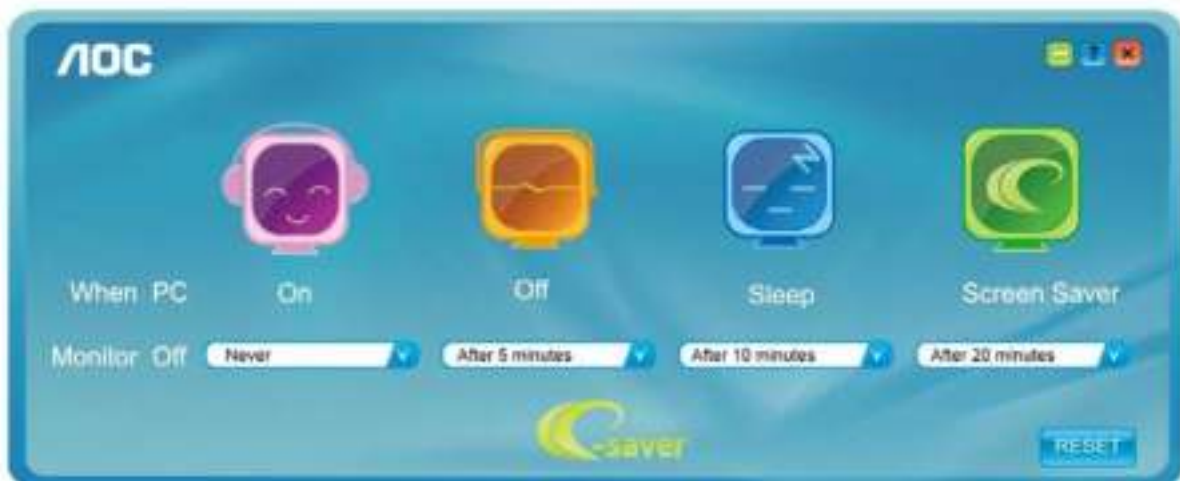 AOC
?
When PC On Off Sleep Screen Saver
Monitor Off Never After 5 minutes After 10 minutes After 20 minutes
e-saver
RESET